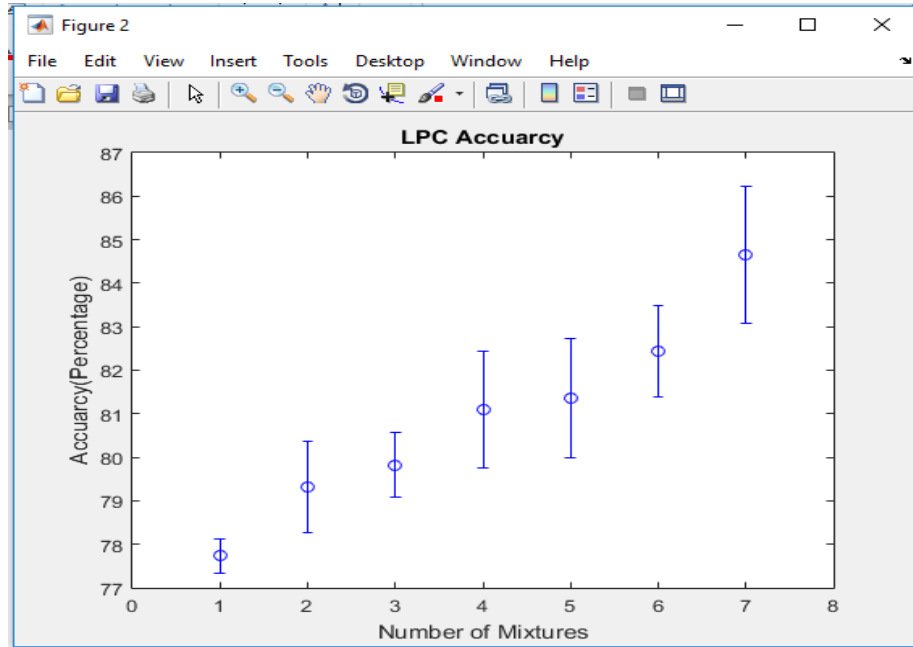 Figure 2
File Edit View Insert Tools Desktop Window Help
LPC Accuarcy
Accuarcy(Percentage)
87
86
85
84
83
82
81
80
79
78
77
0 1 2 3 4 5 6 7 8
Number of Mixtures